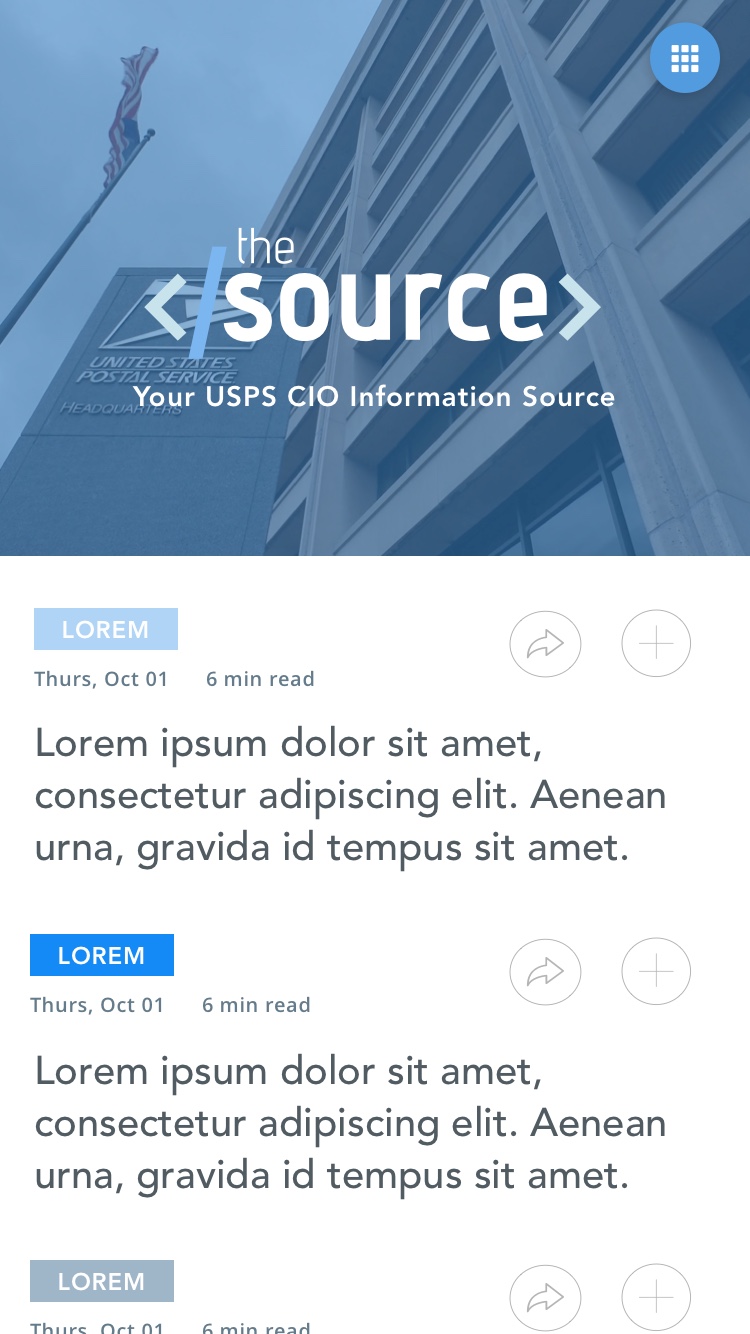 the
</source>
UNITED STATES
POSTAL SERVICE
Your USPS CIO Information Source
HEADQUARTERS
LOREM
Thurs, Oct 01 6 min read
Lorem ipsum dolor sit amet,
consectetur adipiscing elit. Aenean
urna, gravida id tempus sit amet.
LOREM
Thurs, Oct 01 6 min read
Lorem ipsum dolor sit amet,
consectetur adipiscing elit. Aenean
urna, gravida id tempus sit amet.
LOREM
Thurs, Oct 01 6 min read